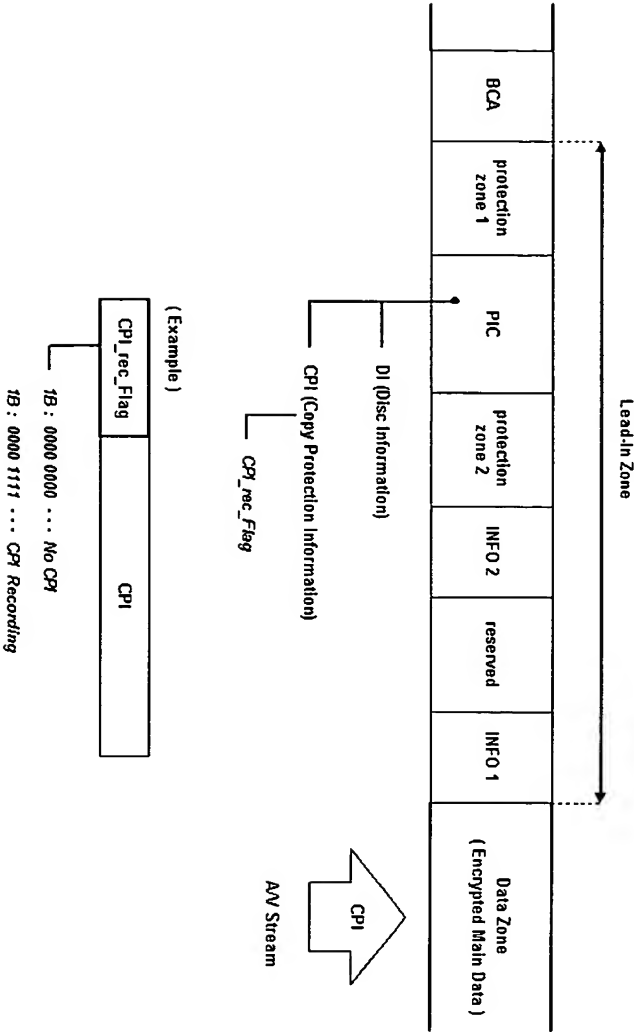 Lead-In Zone
BCA
protection
zone 1
PIC
protection
zone 2
INFO 2
reserved
INFO 1
Data Zone
( Encrypted Main Data )
DI (Disc Information)
CPI (Copy Protection Information)
CPI_rec_Flag
CPI
A/V Stream
( Example )
CPI_rec_Flag
CPI
1B : 0000 0000 ··· No CPI
1B : 0000 1111 ··· CPI Recording